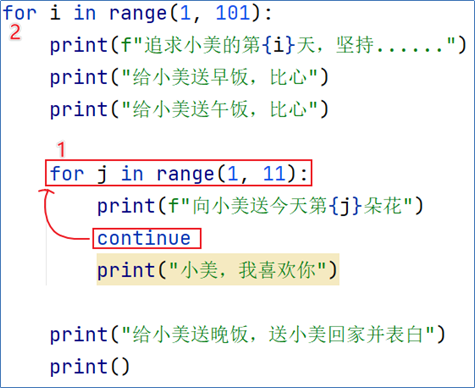 for i in range(1, 101):
2
print(f"追求小美的第{i}天，坚持......")
print("给小美送早饭，比心")
print("给小美送午饭，比心")
1
for j in range(1, 11):
print(f"向小美送今天第{j}朵花")
continue
print("小美，我喜欢你")
print("给小美送晚饭，送小美回家并表白")
print()